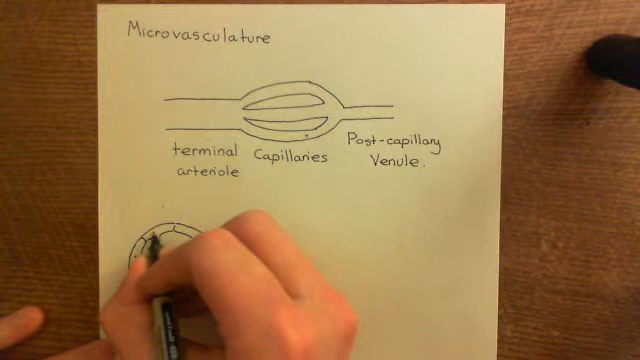 Microvasculature
terminal
arteriole
Capillaries
Post-capillary
Venule.